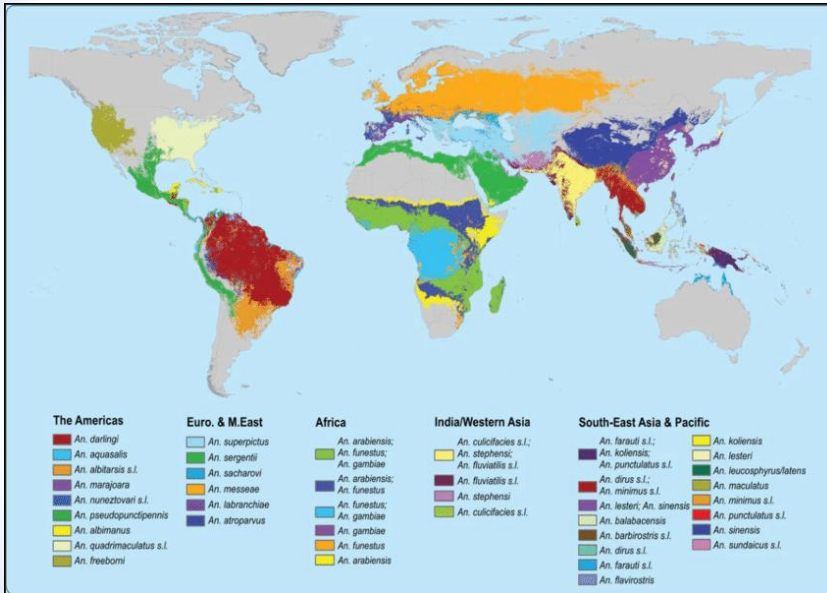 The Americas
An. darlingi
An. aquasalis
An. albitarsis s.l.
An. marajoara
An. nuneztovari s.l.
An. pseudopunctipennis
An. albimanus
An. quadrimaculatus s.l.
An. freeborni
Euro. & M.East
An. superpictus
An. sergentii
An. sacharovi
An. messeae
An. labranchiae
An. atroparvus
Africa
An. arabiensis;
An. funestus;
An. gambiae
An. arabiensis;
An. funestus
An. funestus;
An. gambiae
An. gambiae
An. funestus
An. arabiensis
India/Western Asia
An. culicifacies s.l.;
An. stephensi;
An. fluviatilis s.l.
An. fluviatilis s.l.
An. stephensi
An. culicifacies s.l.
South-East Asia & Pacific
An. farauti s.l.;
An. koliensis;
An. punctulatus s.l.
An. dirus s.l.;
An. minimus s.l.
An. lesteri; An. sinensis
An. balabacensis
An. barbirostris s.l.
An. dirus s.l.
An. farauti s.l.
An. flavirostris
An. koliensis
An. lesteri
An. leucosphyrus/latens
An. maculatus
An. minimus s.l.
An. punctulatus s.l.
An. sinensis
An. sundaicus s.l.